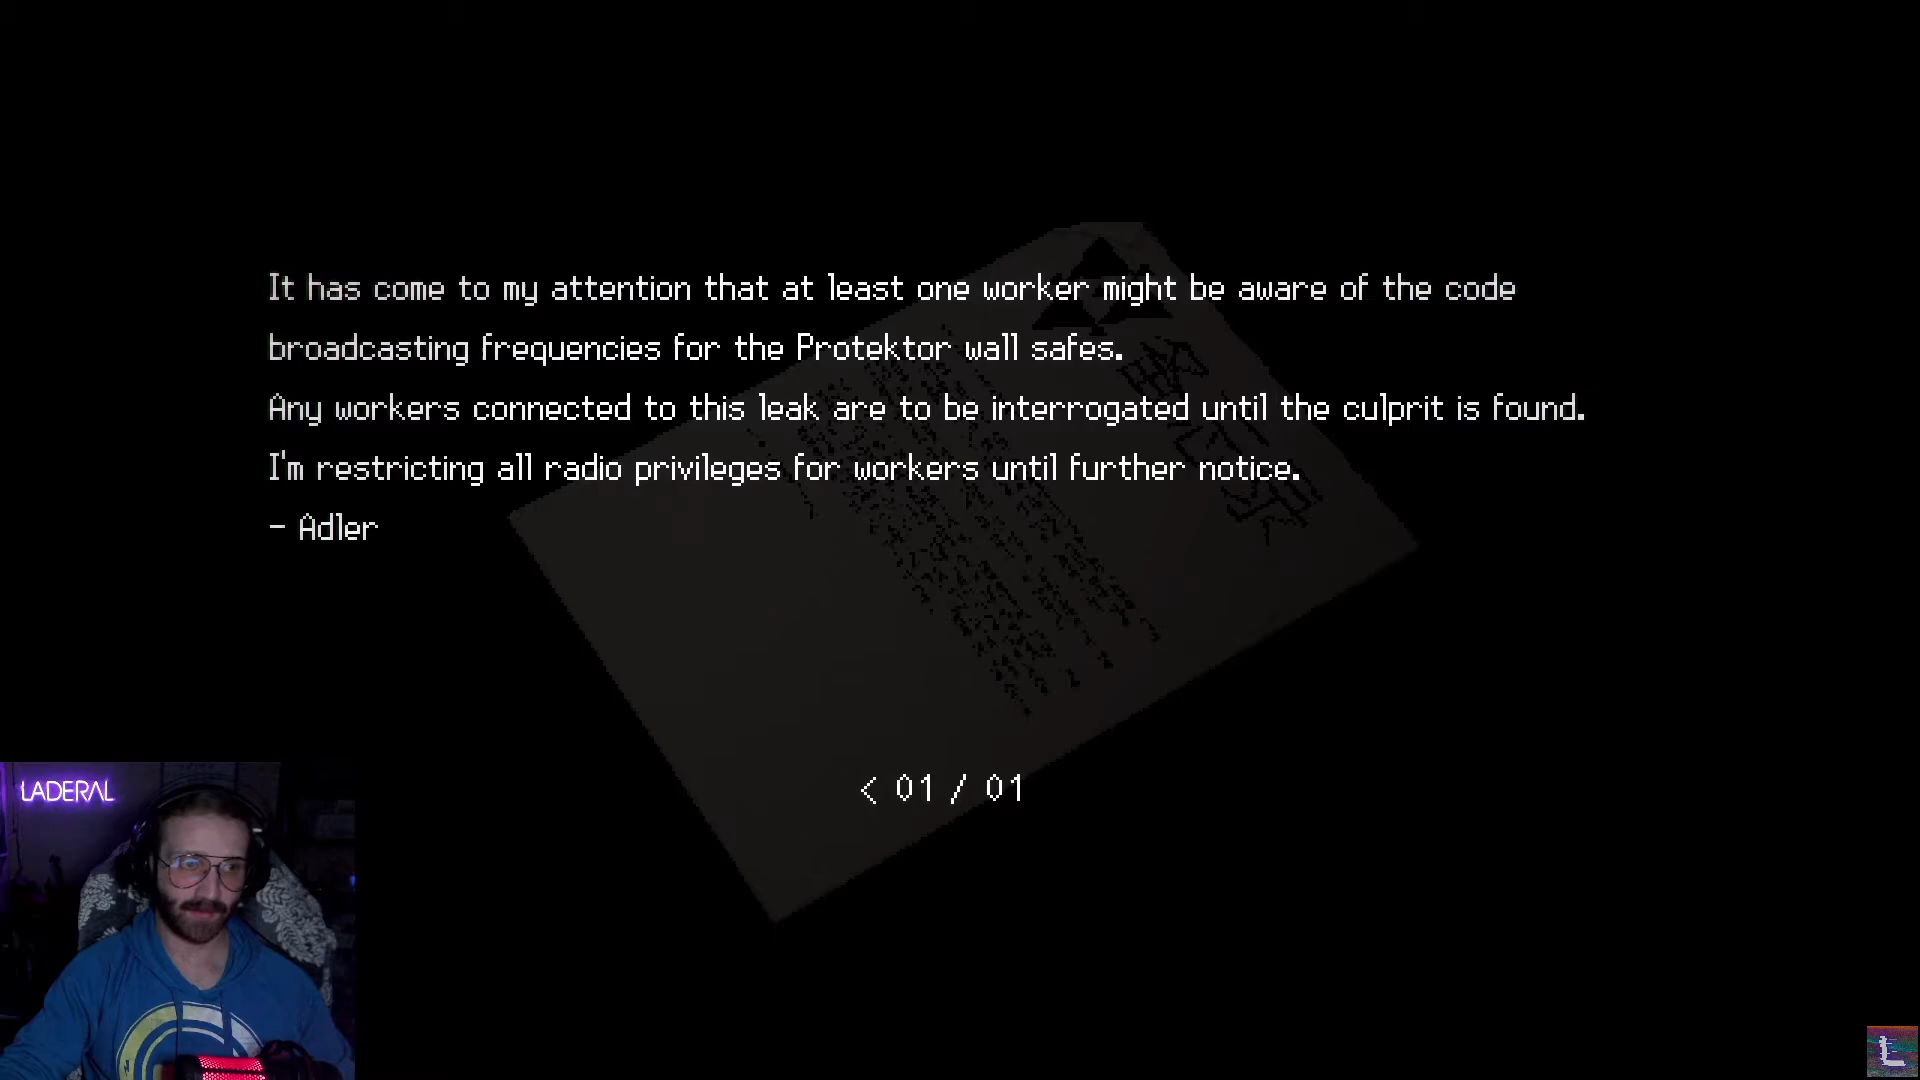 It has come to my attention that at least one worker might be aware of the code
broadcasting frequencies for the Protektor wall safes.
Any workers connected to this leak are to be interrogated until the culprit is found.
I'm restricting all radio privileges for workers until further notice.
- Adler
< 01 / 01
LADERAL
L